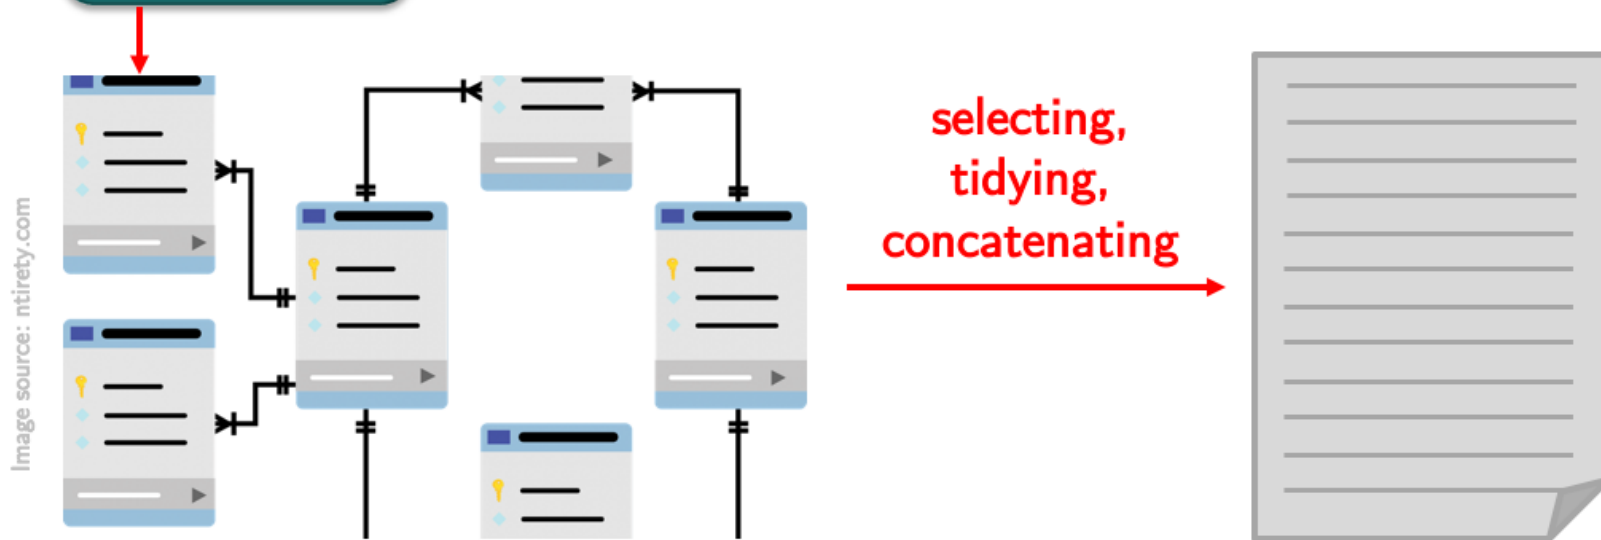 selecting,
tidying,
concatenating
Image source: ntirety.com